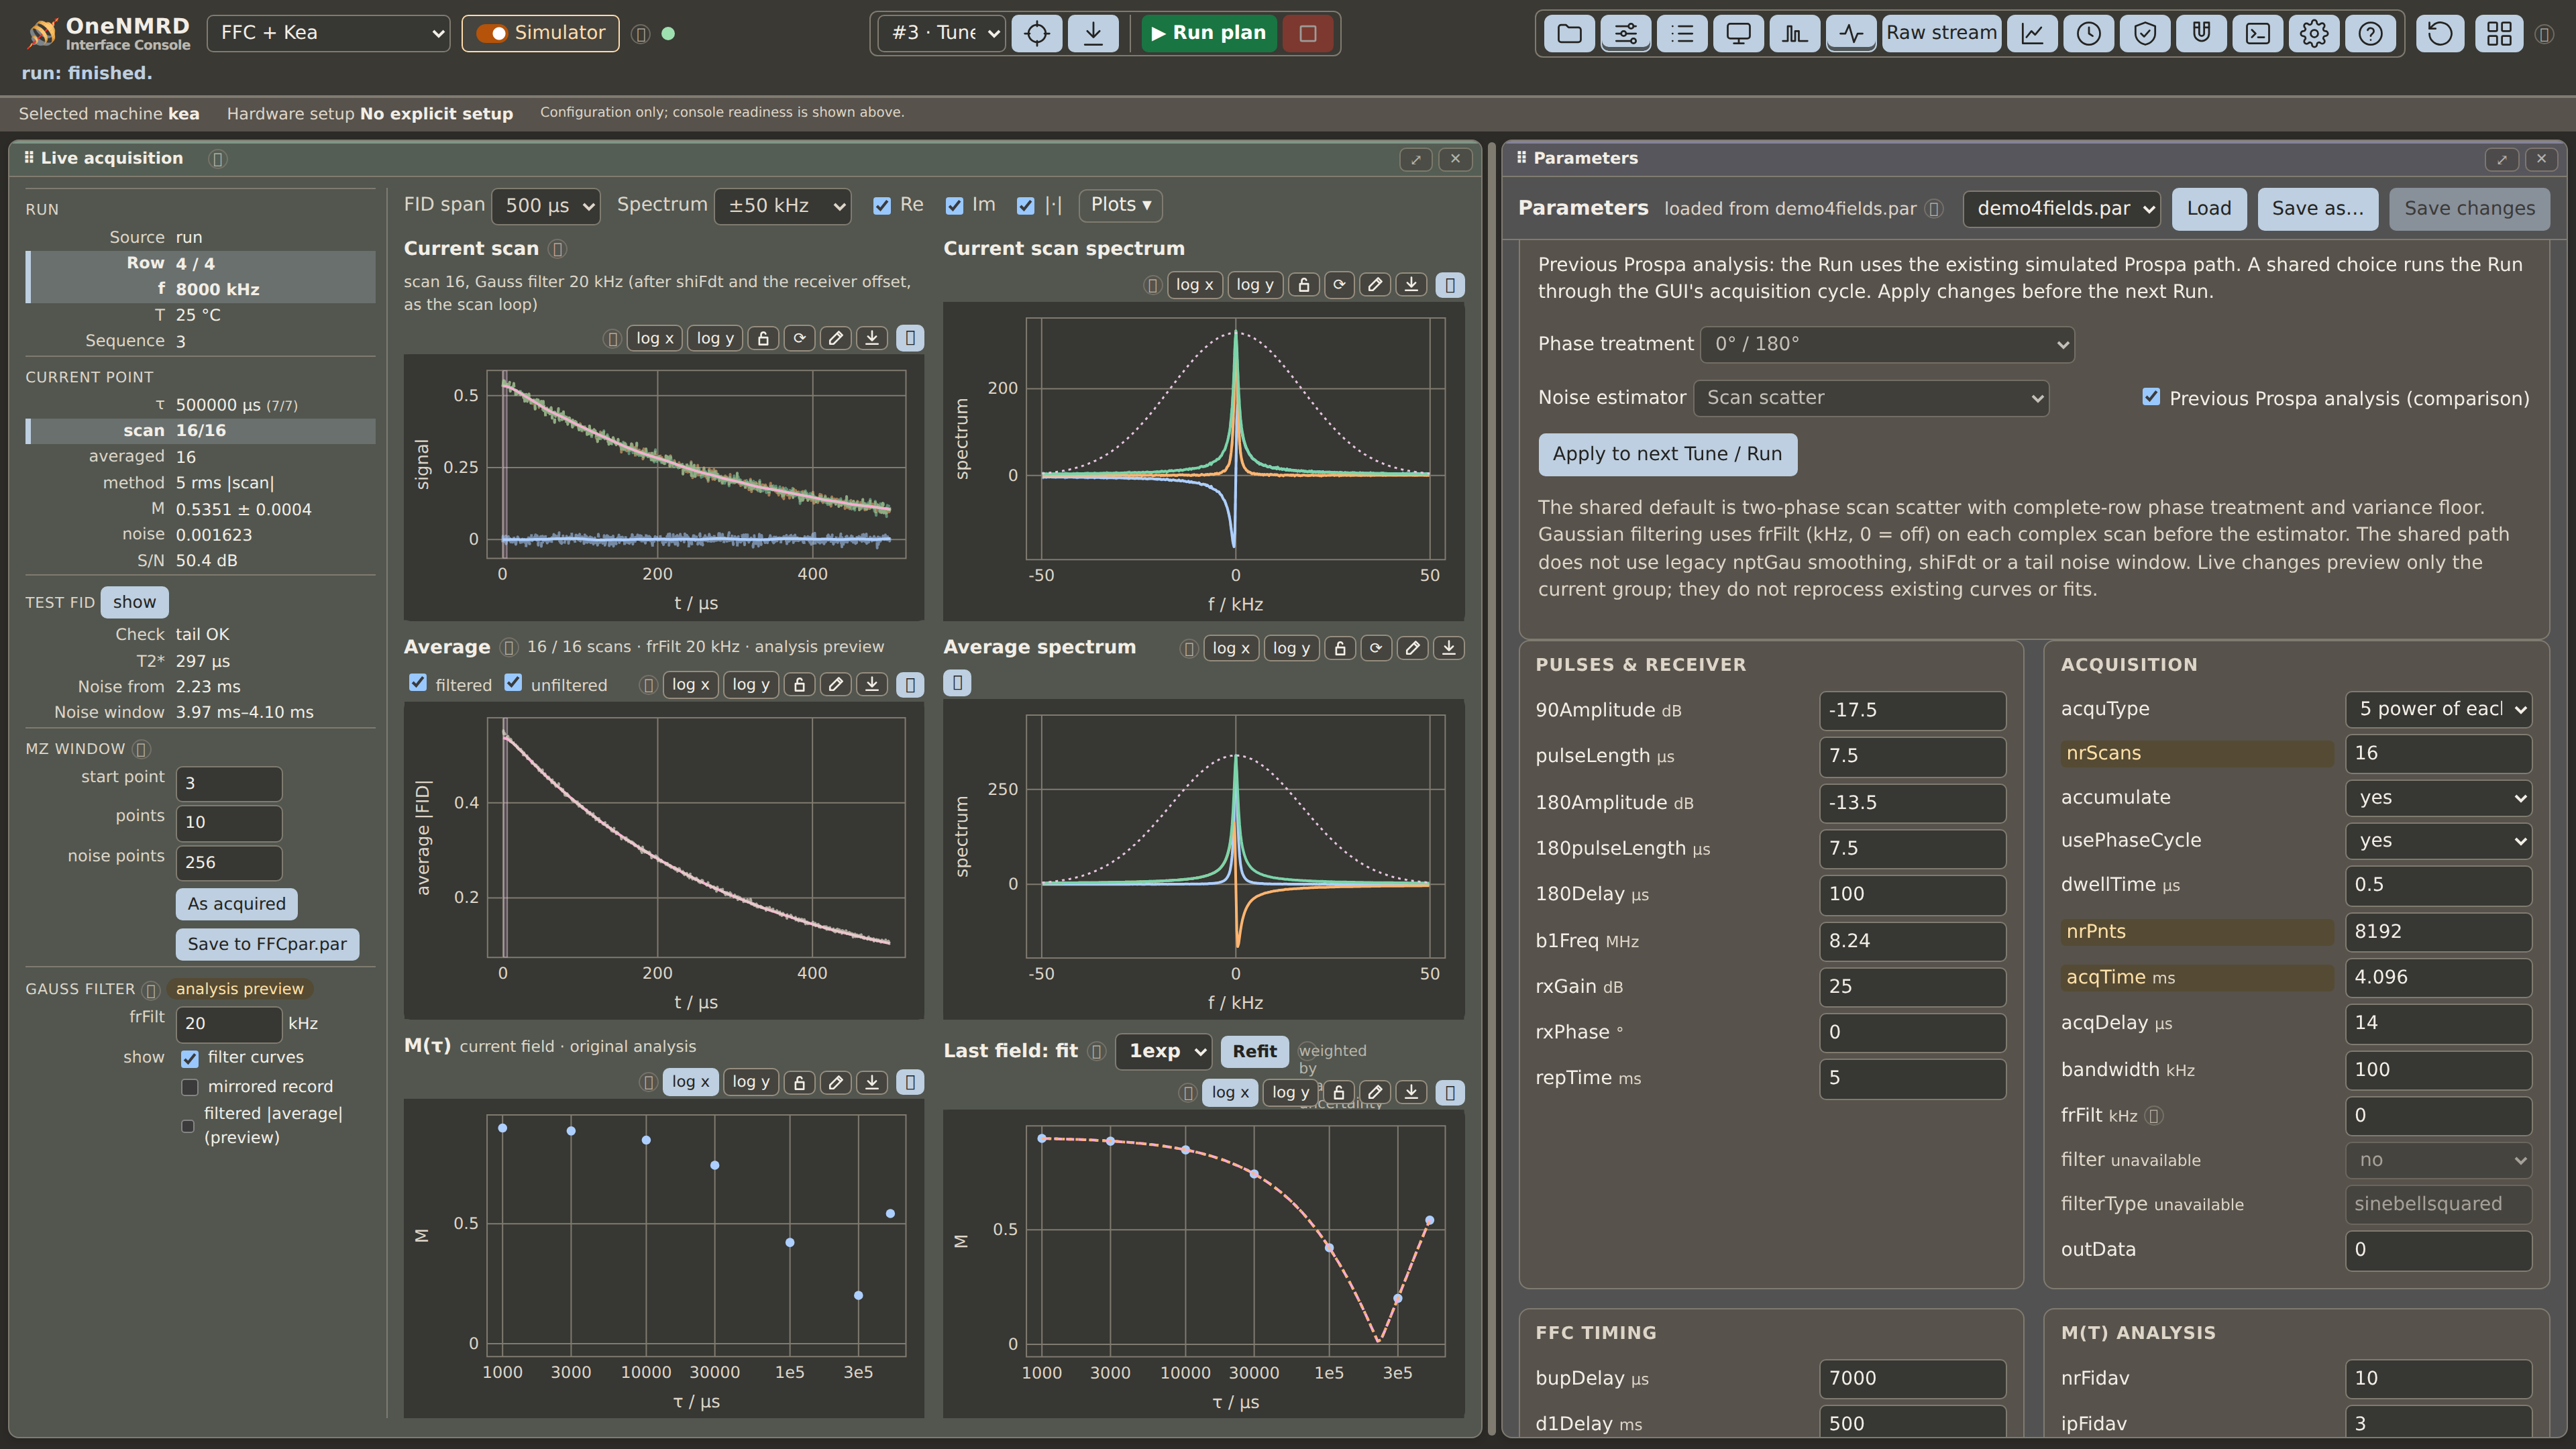 OneNMRD
Interface Console
FFC + Kea
Simulator
#3 · Tune
▶ Run plan
Raw stream
run: finished.
Selected machine kea
Hardware setup No explicit setup
Configuration only; console readiness is shown above.
Live acquisition
RUN
Source run
Row 4 / 4
f 8000 kHz
T 25 °C
Sequence 3
CURRENT POINT
τ 500000 µs (7/7)
scan 16/16
averaged 16
method 5 rms |scan|
M 0.5351 ± 0.0004
noise 0.001623
S/N 50.4 dB
TEST FID show
Check tail OK
T2* 297 µs
Noise from 2.23 ms
Noise window 3.97 ms–4.10 ms
MZ WINDOW
start point 3
points 10
noise points 256
As acquired
Save to FFCpar.par
GAUSS FILTER analysis preview
frFilt 20 kHz
show filter curves
mirrored record
filtered |average|
(preview)
FID span 500 µs Spectrum ±50 kHz Re Im |·| Plots ▾
Current scan
scan 16, Gauss filter 20 kHz (after shiFdt and the receiver offset,
as the scan loop)
log x log y
0.5
0.25
0
signal
0 200 400
t / µs
Current scan spectrum
log x log y
200
0
spectrum
-50 0 50
f / kHz
Average 16 / 16 scans · frFilt 20 kHz · analysis preview
filtered unfiltered log x log y
0.4
0.2
average |FID|
0 200 400
t / µs
Average spectrum log x log y
250
0
spectrum
-50 0 50
f / kHz
M(τ) current field · original analysis
log x log y
0.5
0
M
1000 3000 10000 30000 1e5 3e5
τ / µs
Last field: fit 1exp Refit weighted
by
log x log y
uncertainty
0.5
0
M
1000 3000 10000 30000 1e5 3e5
τ / µs
Parameters
Parameters loaded from demo4fields.par demo4fields.par Load Save as... Save changes
Previous Prospa analysis: the Run uses the existing simulated Prospa path. A shared choice runs the Run
through the GUI's acquisition cycle. Apply changes before the next Run.
Phase treatment 0° / 180°
Noise estimator Scan scatter Previous Prospa analysis (comparison)
Apply to next Tune / Run
The shared default is two-phase scan scatter with complete-row phase treatment and variance floor.
Gaussian filtering uses frFilt (kHz, 0 = off) on each complex scan before the estimator. The shared path
does not use legacy nptGau smoothing, shiFdt or a tail noise window. Live changes preview only the
current group; they do not reprocess existing curves or fits.
PULSES & RECEIVER
90Amplitude dB -17.5
pulseLength µs 7.5
180Amplitude dB -13.5
180pulseLength µs 7.5
180Delay µs 100
b1Freq MHz 8.24
rxGain dB 25
rxPhase ° 0
repTime ms 5
ACQUISITION
acquType 5 power of each
nrScans 16
accumulate yes
usePhaseCycle yes
dwellTime µs 0.5
nrPnts 8192
acqTime ms 4.096
acqDelay µs 14
bandwidth kHz 100
frFilt kHz 0
filter unavailable no
filterType unavailable sinebellsquared
outData 0
FFC TIMING
bupDelay µs 7000
d1Delay ms 500
M(T) ANALYSIS
nrFidav 10
ipFidav 3